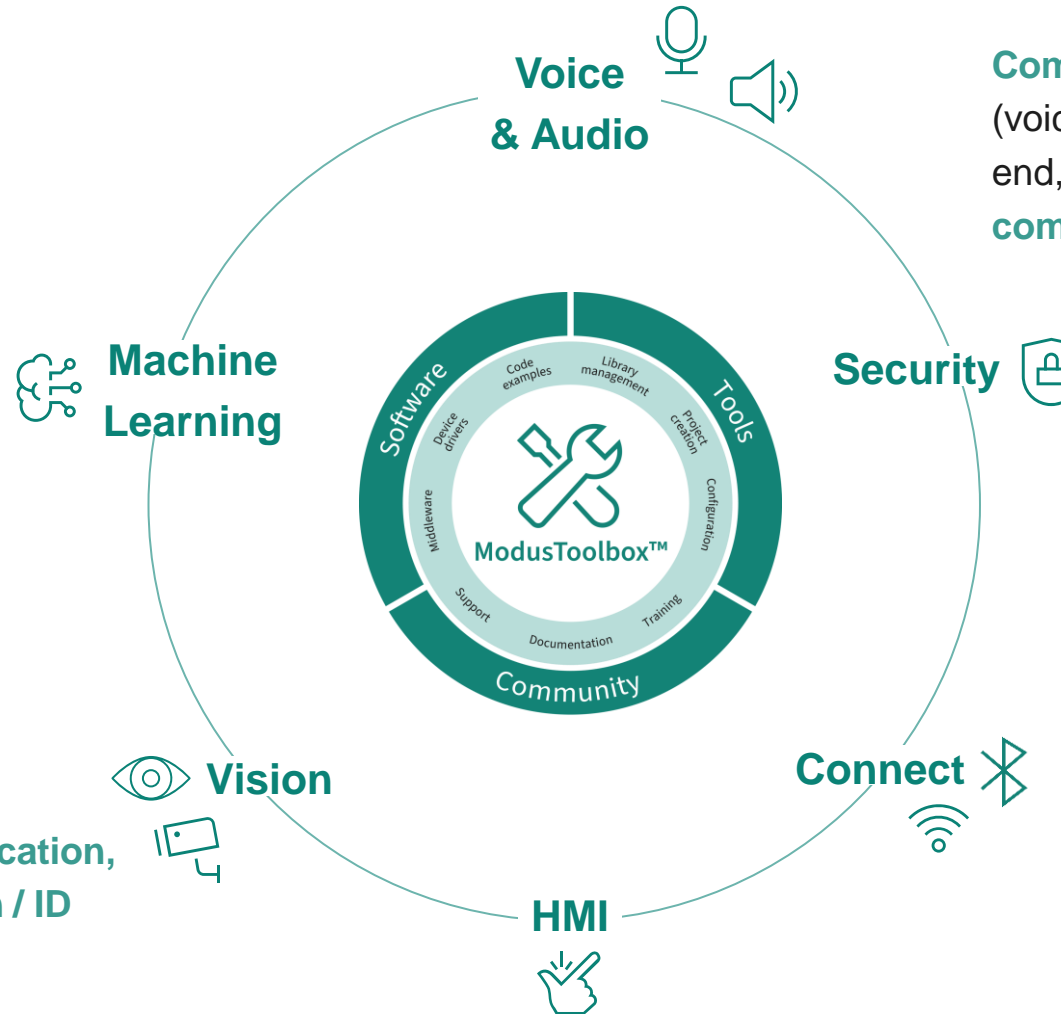 Voice
& Audio
Com
(voic
end,
com
Machine
Learning
Security
Software
Tools
Community
Code
examples
Library
management
Project
creation
Configuration
Training
Documentation
Support
Middleware
Device
drivers
ModusToolbox™
Vision
Connect
cation,
/ ID
HMI